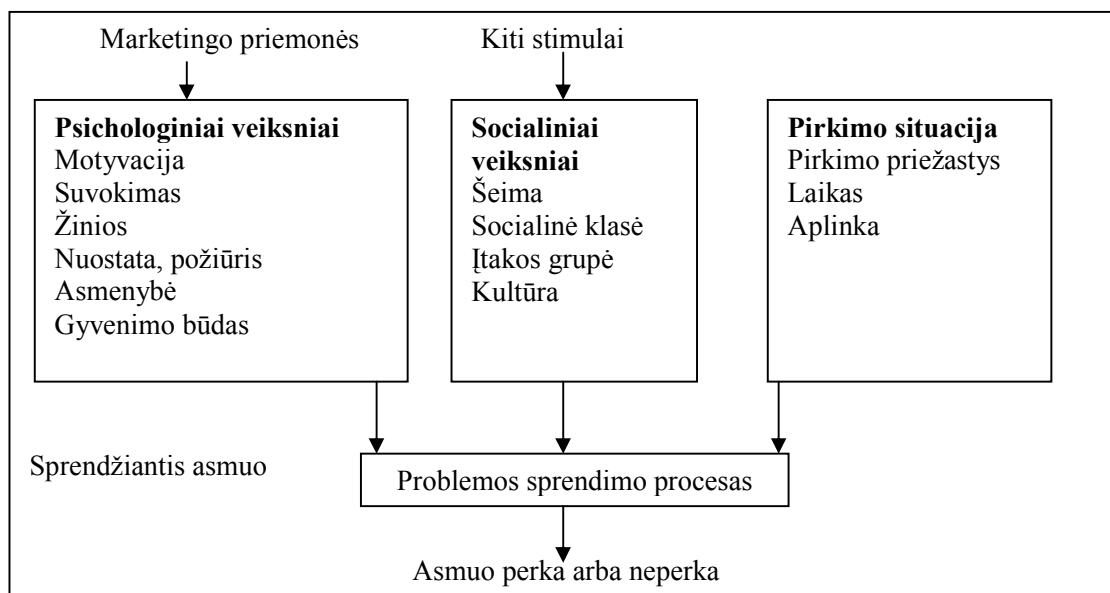 Marketingo priemonės
Kiti stimulai
Psichologiniai veiksniai
Motyvacija
Suvokimas
Žinios
Nuostata, požiūris
Asmenybė
Gyvenimo būdas
Socialiniai
veiksniai
Šeima
Socialinė klasė
Įtakos grupė
Kultūra
Pirkimo situacija
Pirkimo priežastys
Laikas
Aplinka
Sprendžiantis asmuo
Problemos sprendimo procesas
Asmuo perka arba neperka